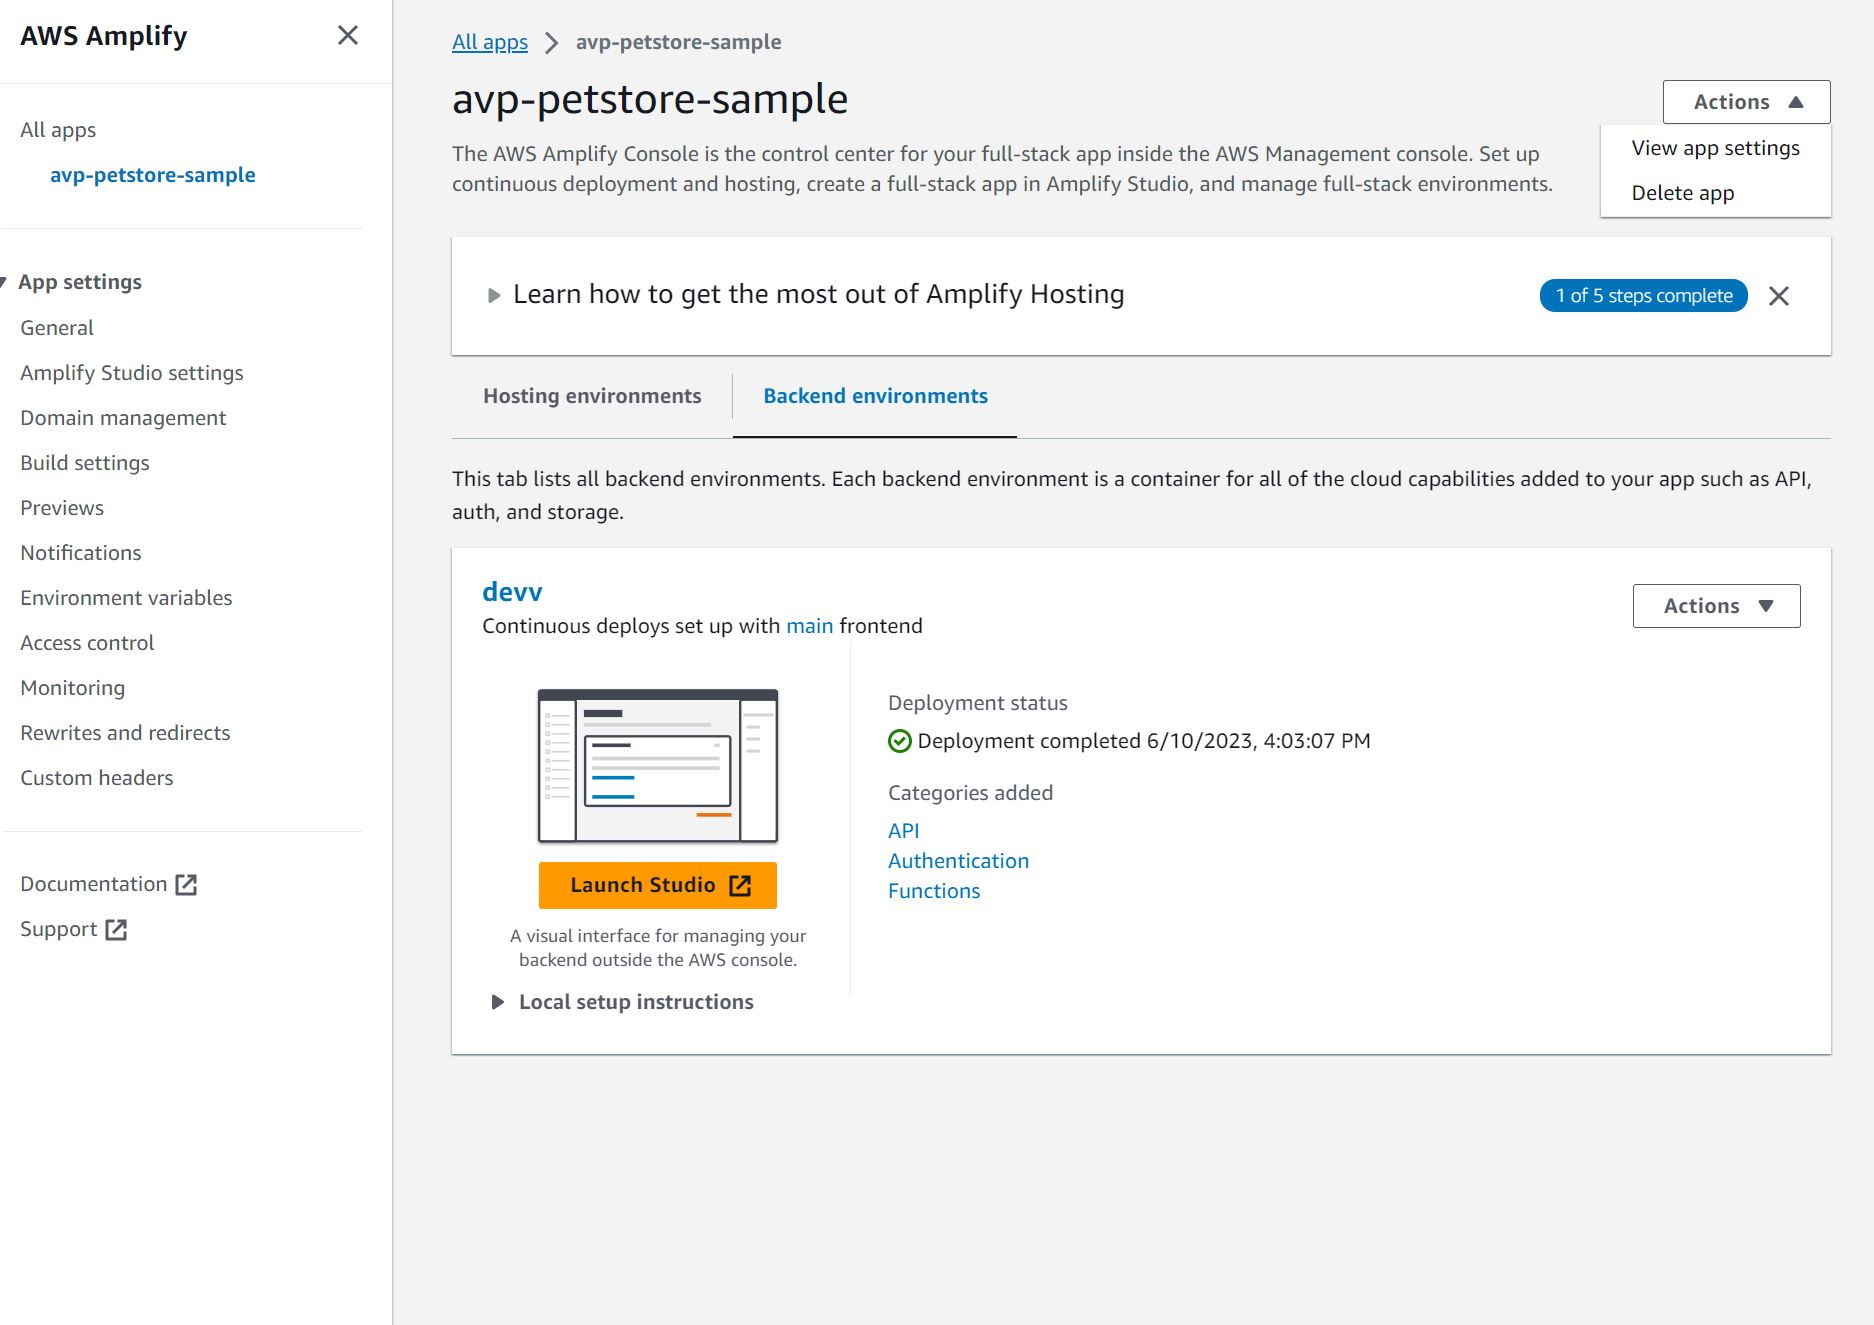 AWS Amplify
All apps
avp-petstore-sample
App settings
General
Amplify Studio settings
Domain management
Build settings
Previews
Notifications
Environment variables
Access control
Monitoring
Rewrites and redirects
Custom headers
Documentation
Support
All apps > avp-petstore-sample
avp-petstore-sample
Actions
View app settings
Delete app
The AWS Amplify Console is the control center for your full-stack app inside the AWS Management console. Set up
continuous deployment and hosting, create a full-stack app in Amplify Studio, and manage full-stack environments.
Learn how to get the most out of Amplify Hosting
1 of 5 steps complete
Hosting environments
Backend environments
This tab lists all backend environments. Each backend environment is a container for all of the cloud capabilities added to your app such as API,
auth, and storage.
devv
Actions
Continuous deploys set up with main frontend
Launch Studio
A visual interface for managing your
backend outside the AWS console.
Local setup instructions
Deployment status
Deployment completed 6/10/2023, 4:03:07 PM
Categories added
API
Authentication
Functions